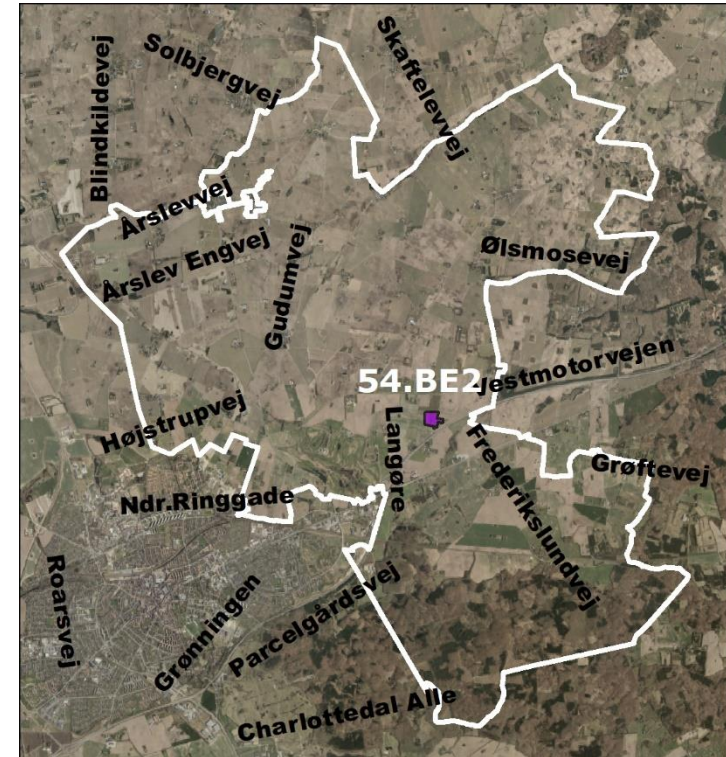 Solbjergvej
Skaftelevvej
Blindkildevej
Årslevvej
Årslev Engvej
Gudumvej
Ølsmosevej
54.BE2
Vestmotorvejen
Højstrupvej
Langøre
Frederikslundvej
Grøftevej
Ndr.Ringgade
Roarsvej
Grønningen
Parcelgårdsvej
Charlottedal Alle